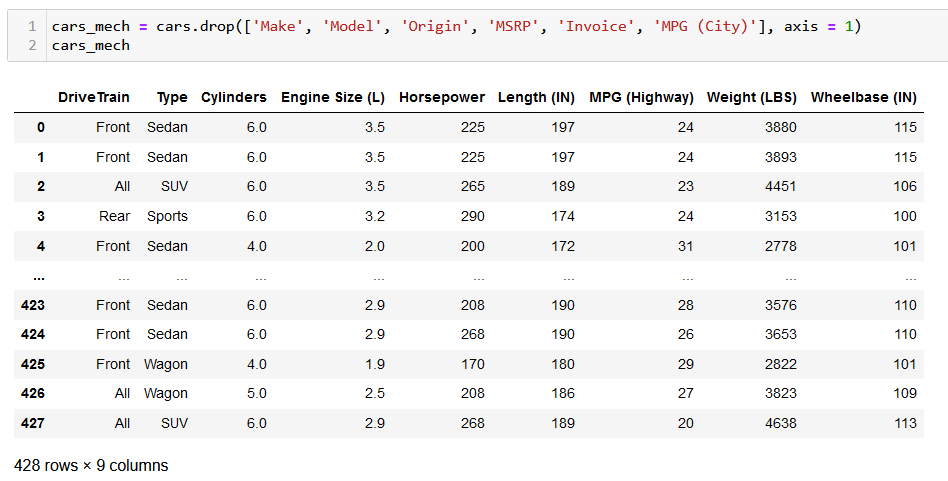 1 cars_mech = cars.drop(['Make', 'Model', 'Origin', 'MSRP', 'Invoice', 'MPG (City)'], axis = 1)
2 cars_mech
DriveTrain Type Cylinders Engine Size (L) Horsepower Length (IN) MPG (Highway) Weight (LBS) Wheelbase (IN)
0 Front Sedan 6.0 3.5 225 197 24 3880 115
1 Front Sedan 6.0 3.5 225 197 24 3893 115
2 All SUV 6.0 3.5 265 189 23 4451 106
3 Rear Sports 6.0 3.2 290 174 24 3153 100
4 Front Sedan 4.0 2.0 200 172 31 2778 101
... ... ... ... ... ... ... ... ... ...
423 Front Sedan 6.0 2.9 208 190 28 3576 110
424 Front Sedan 6.0 2.9 268 190 26 3653 110
425 Front Wagon 4.0 1.9 170 180 29 2822 101
426 All Wagon 5.0 2.5 208 186 27 3823 109
427 All SUV 6.0 2.9 268 189 20 4638 113
428 rows × 9 columns